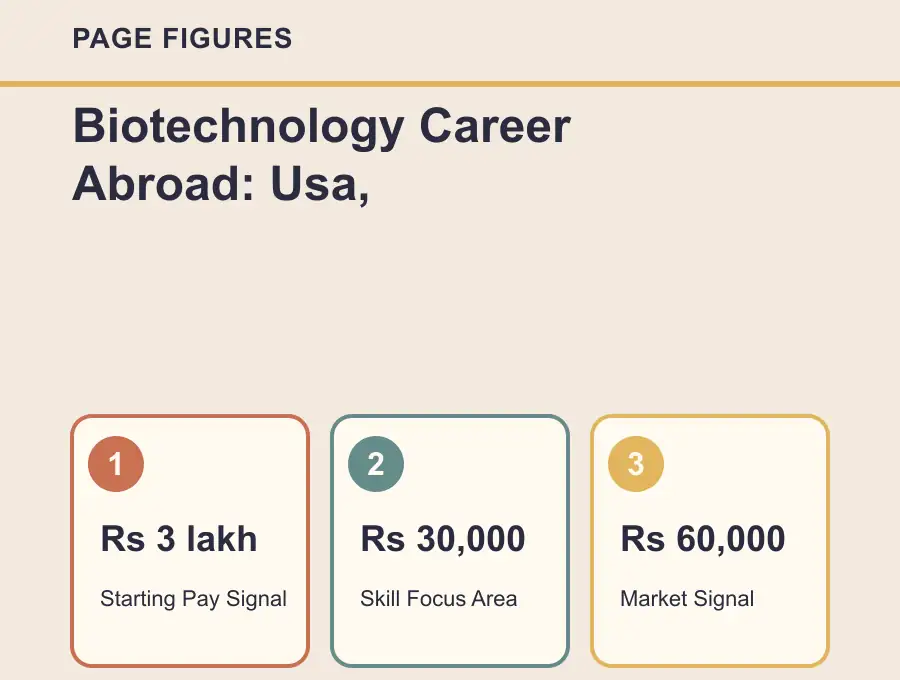 PAGE FIGURES
Biotechnology Career
Abroad: Usa,
1
Rs 3 lakh
Starting Pay Signal
2
Rs 30,000
Skill Focus Area
3
Rs 60,000
Market Signal